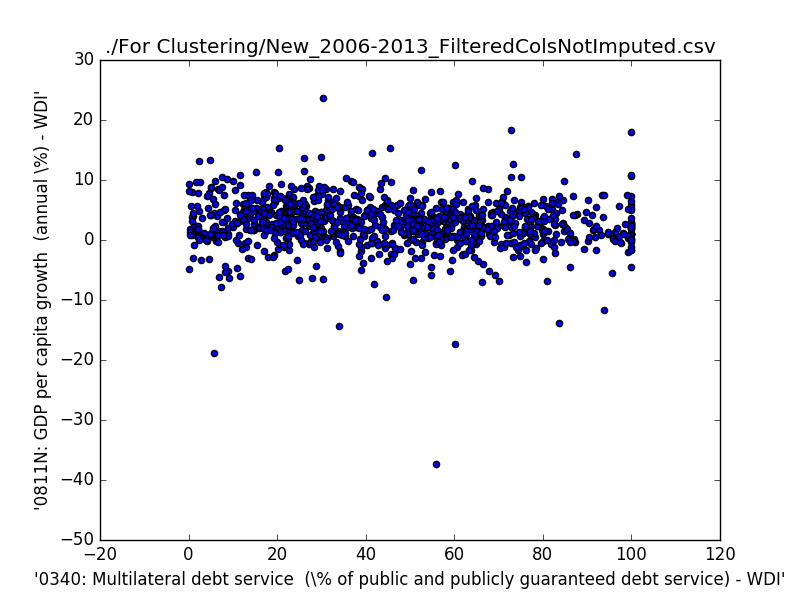 ./For Clustering/New_2006-2013_FilteredColsNotImputed.csv
'0811N: GDP per capita growth  (annual \%) - WDI'
30
20
10
0
−10
−20
−30
−40
−50
−20 0 20 40 60 80 100 120
'0340: Multilateral debt service  (\% of public and publicly guaranteed debt service) - WDI'